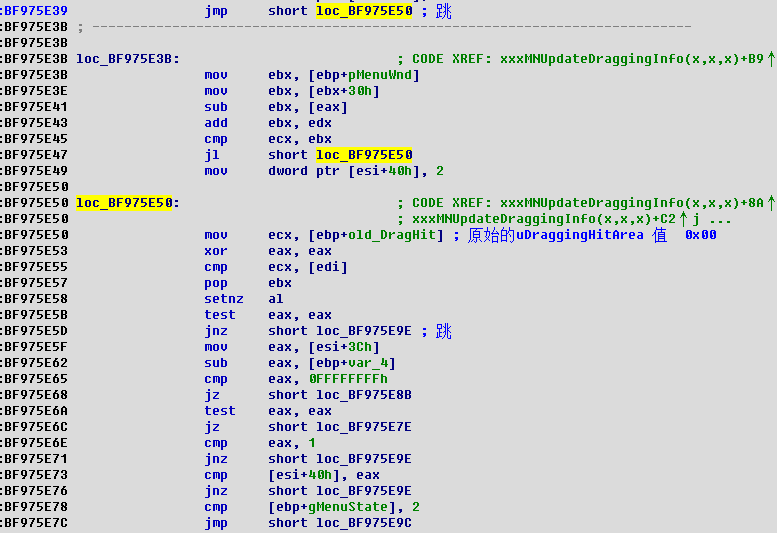 :BF975E39 jmp short loc_BF975E50 ; 跳
:BF975E3B ; ---------------------------------------------------------------------------
:BF975E3B
:BF975E3B loc_BF975E3B: ; CODE XREF: xxxMNUpdateDraggingInfo(x,x,x)+B9↑
:BF975E3B mov ebx, [ebp+pMenuWnd]
:BF975E3E mov ebx, [ebx+30h]
:BF975E41 sub ebx, [eax]
:BF975E43 add ebx, edx
:BF975E45 cmp ecx, ebx
:BF975E47 jl short loc_BF975E50
:BF975E49 mov dword ptr [esi+40h], 2
:BF975E50
:BF975E50 loc_BF975E50: ; CODE XREF: xxxMNUpdateDraggingInfo(x,x,x)+8A↑
:BF975E50 ; xxxMNUpdateDraggingInfo(x,x,x)+C2↑j ...
:BF975E50 mov ecx, [ebp+old_DragHit] ; 原始的uDraggingHitArea 值 0x00
:BF975E53 xor eax, eax
:BF975E55 cmp ecx, [edi]
:BF975E57 pop ebx
:BF975E58 setnz al
:BF975E5B test eax, eax
:BF975E5D jnz short loc_BF975E9E ; 跳
:BF975E5F mov eax, [esi+3Ch]
:BF975E62 sub eax, [ebp+var_4]
:BF975E65 cmp eax, 0FFFFFFFFh
:BF975E68 jz short loc_BF975E8B
:BF975E6A test eax, eax
:BF975E6C jz short loc_BF975E7E
:BF975E6E cmp eax, 1
:BF975E71 jnz short loc_BF975E9E
:BF975E73 cmp [esi+40h], eax
:BF975E76 jnz short loc_BF975E9E
:BF975E78 cmp [ebp+gMenuState], 2
:BF975E7C jmp short loc_BF975E9C